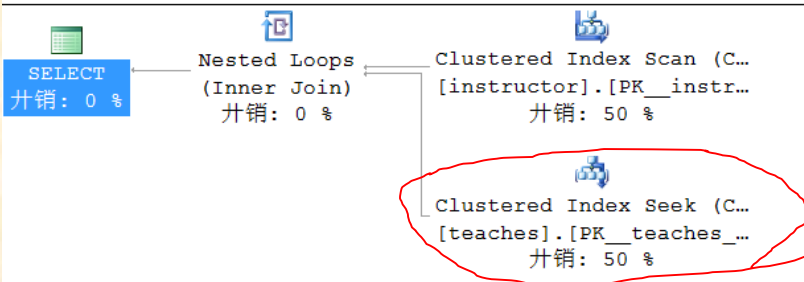 SELECT
开销: 0 %
Nested Loops
(Inner Join)
开销: 0 %
Clustered Index Scan (C…
[instructor].[PK__instr…
开销: 50 %
Clustered Index Seek (C…
[teaches].[PK__teaches_…
开销: 50 %